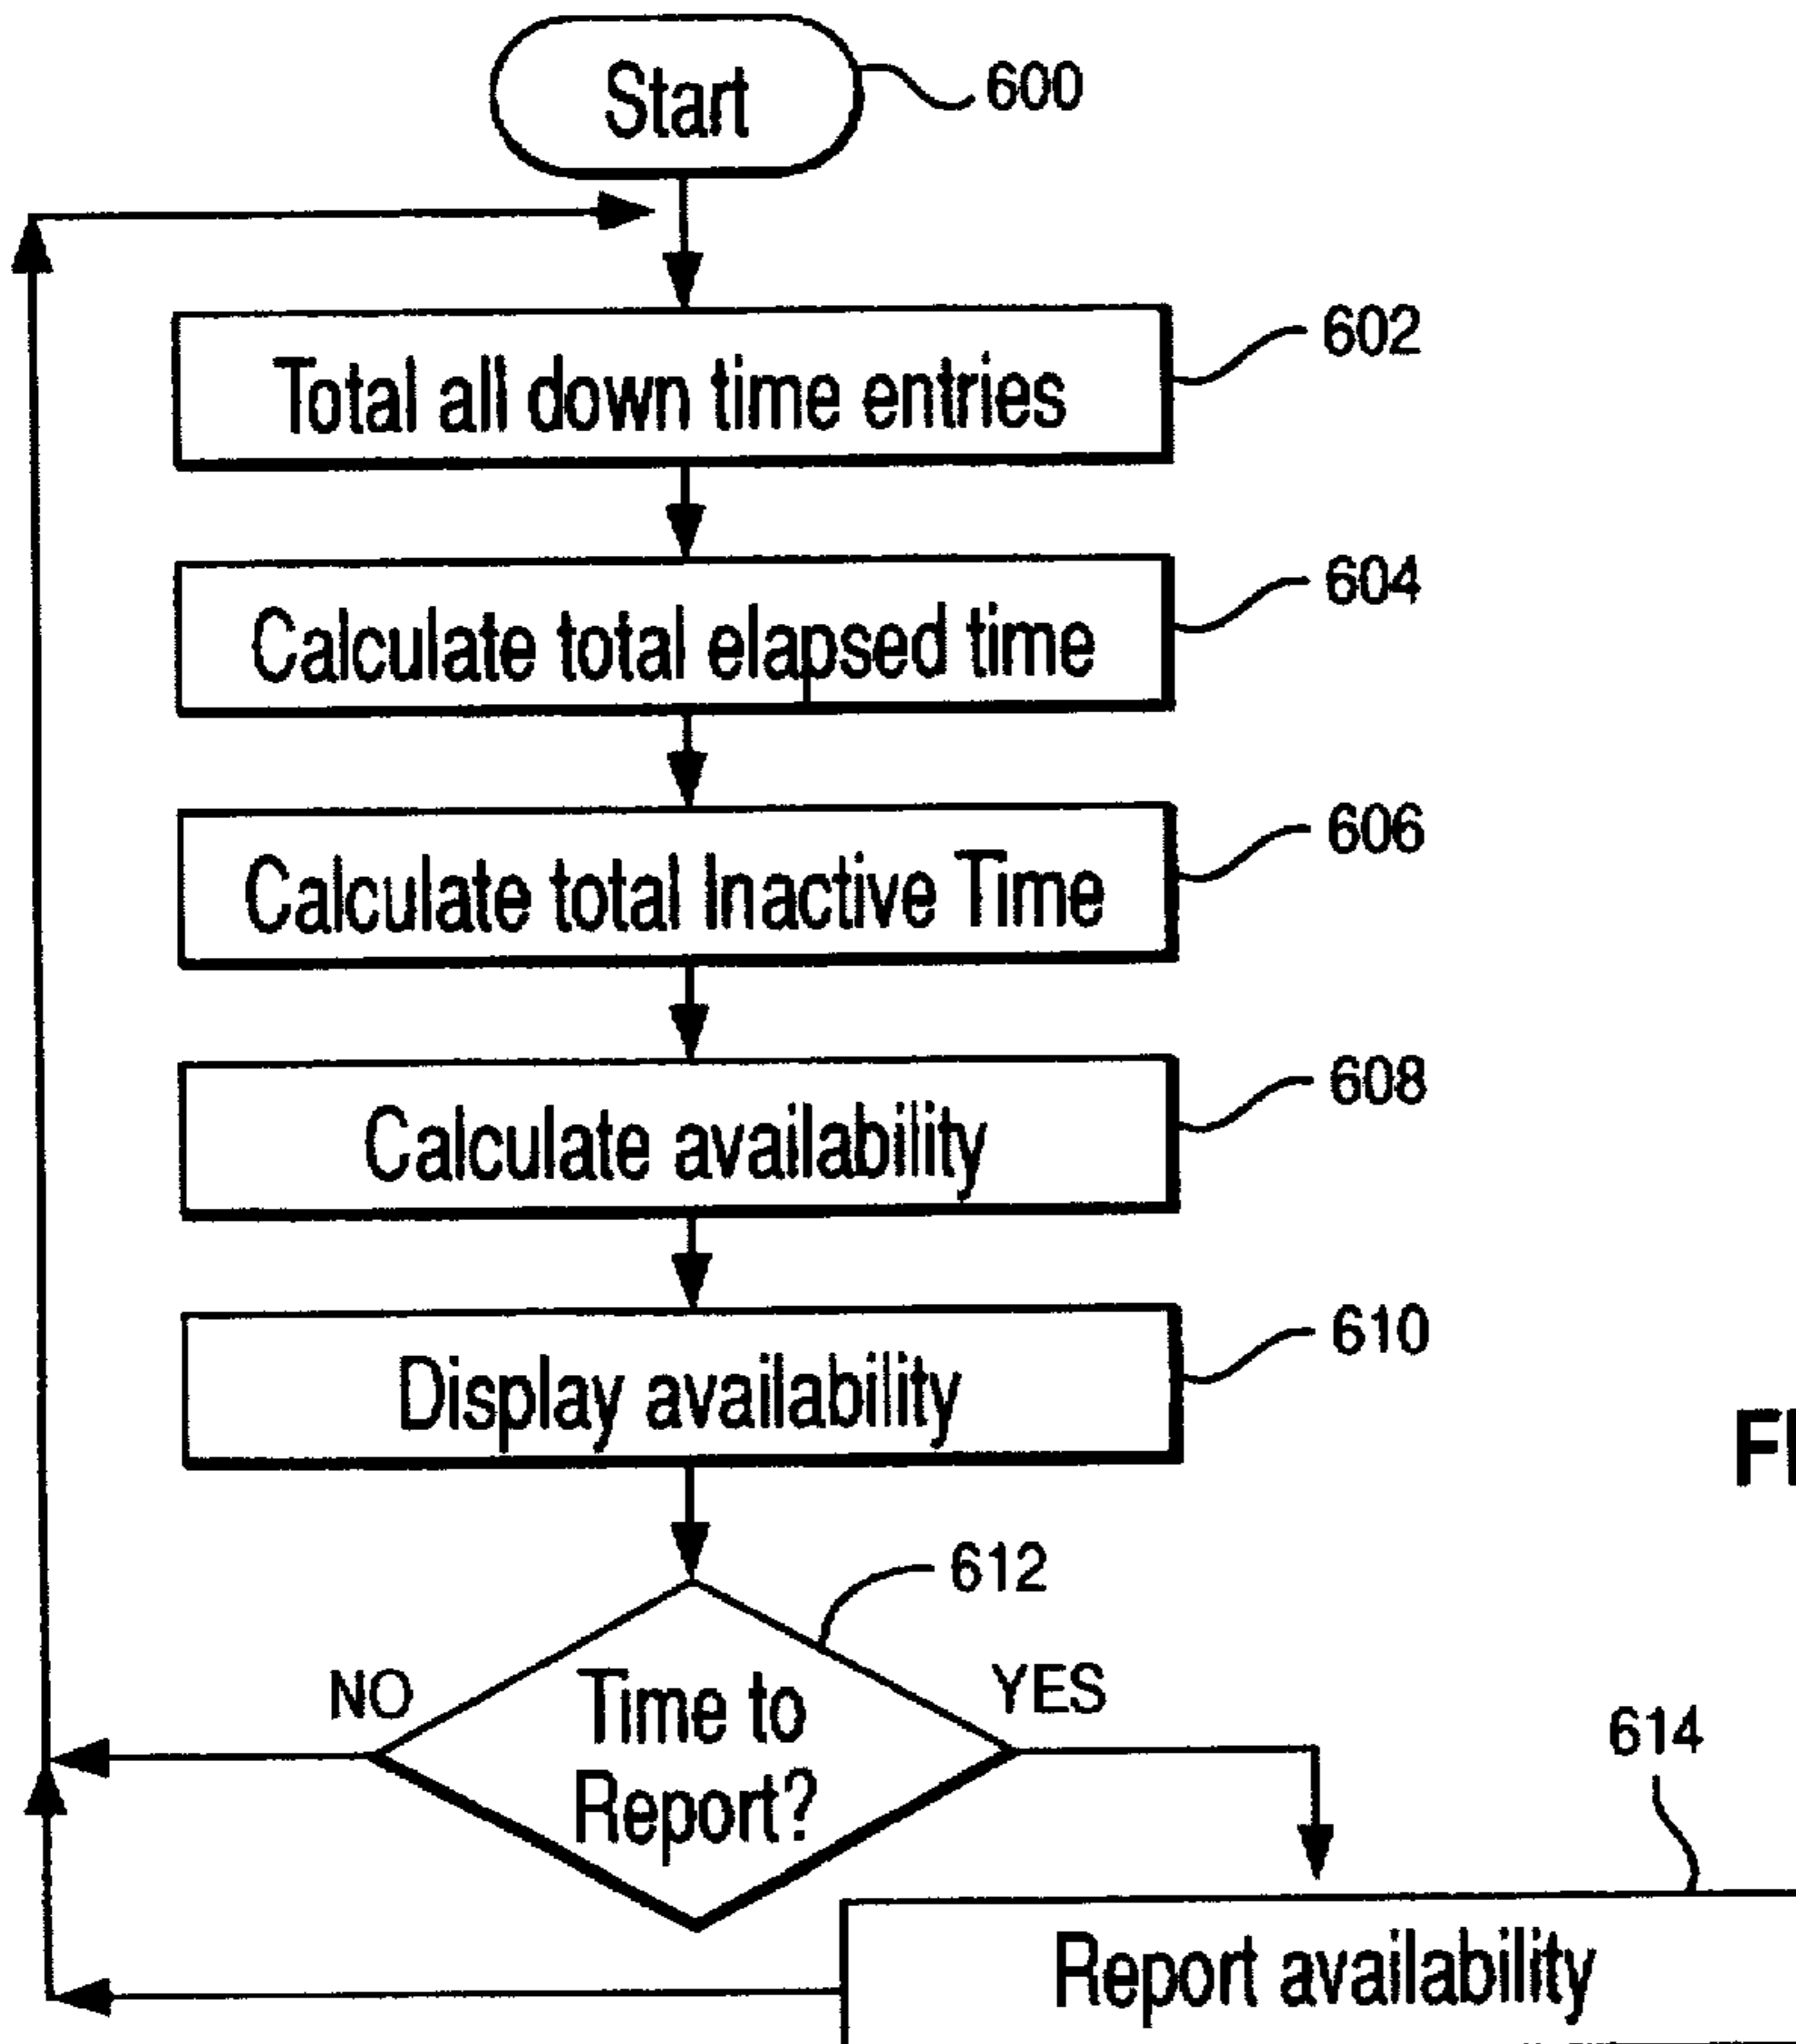 Start
600
Total all down time entries
602
Calculate total elapsed time
604
Calculate total Inactive Time
606
Calculate availability
608
Display availability
610
FI
612
NO
Time to
Report?
YES
614
Report availability